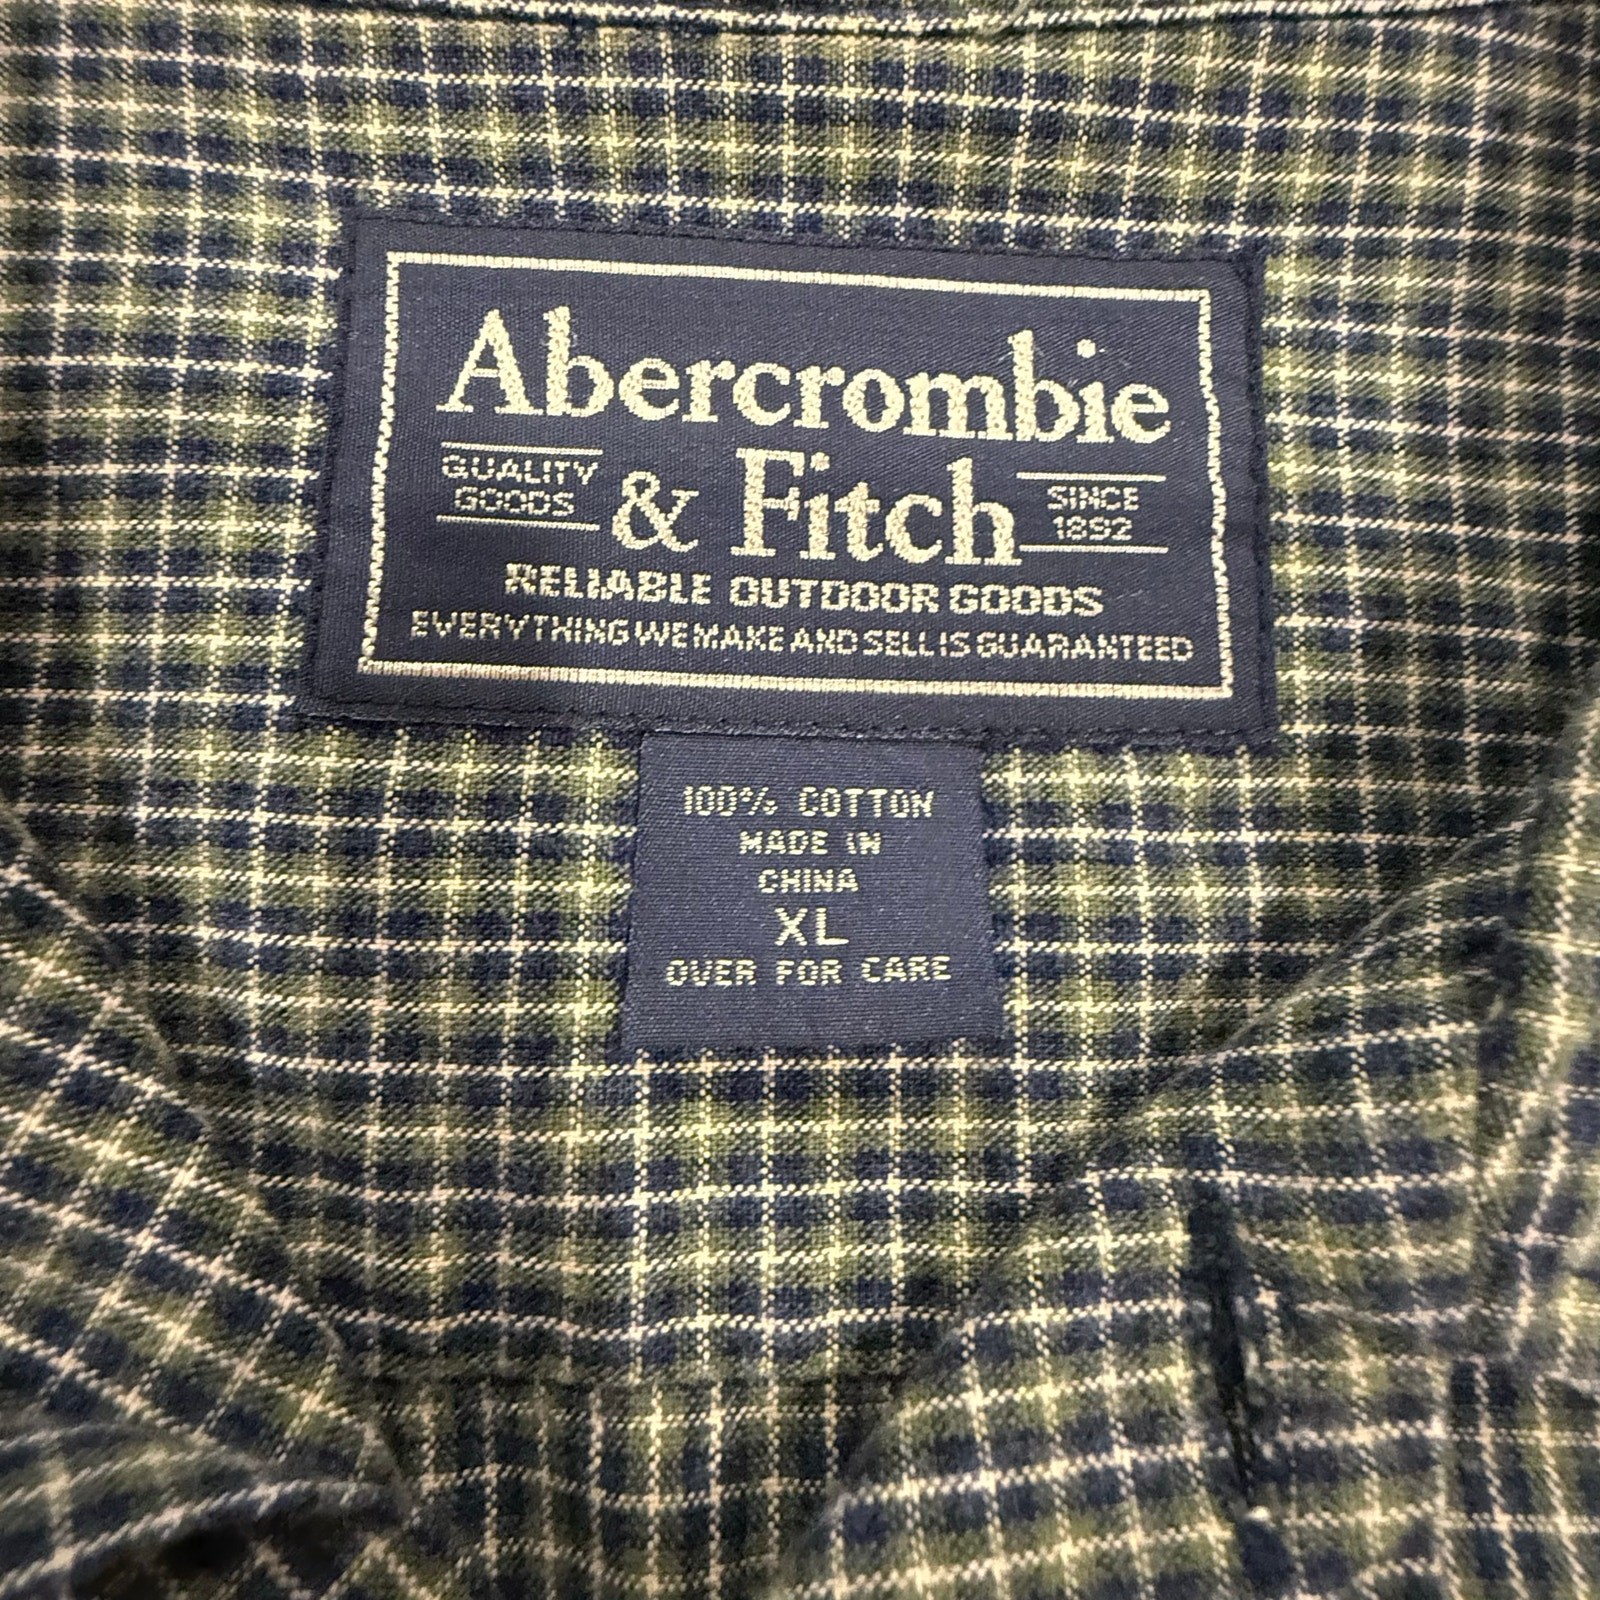 Abercrombie
QUALITY
GOODS
& Fitch
SINCE
1892
RELIABLE OUTDOOR GOODS
EVERYTHING WE MAKE AND SELL IS GUARANTEED
100% COTTON
MADE IN
CHINA
XL
OVER FOR CARE